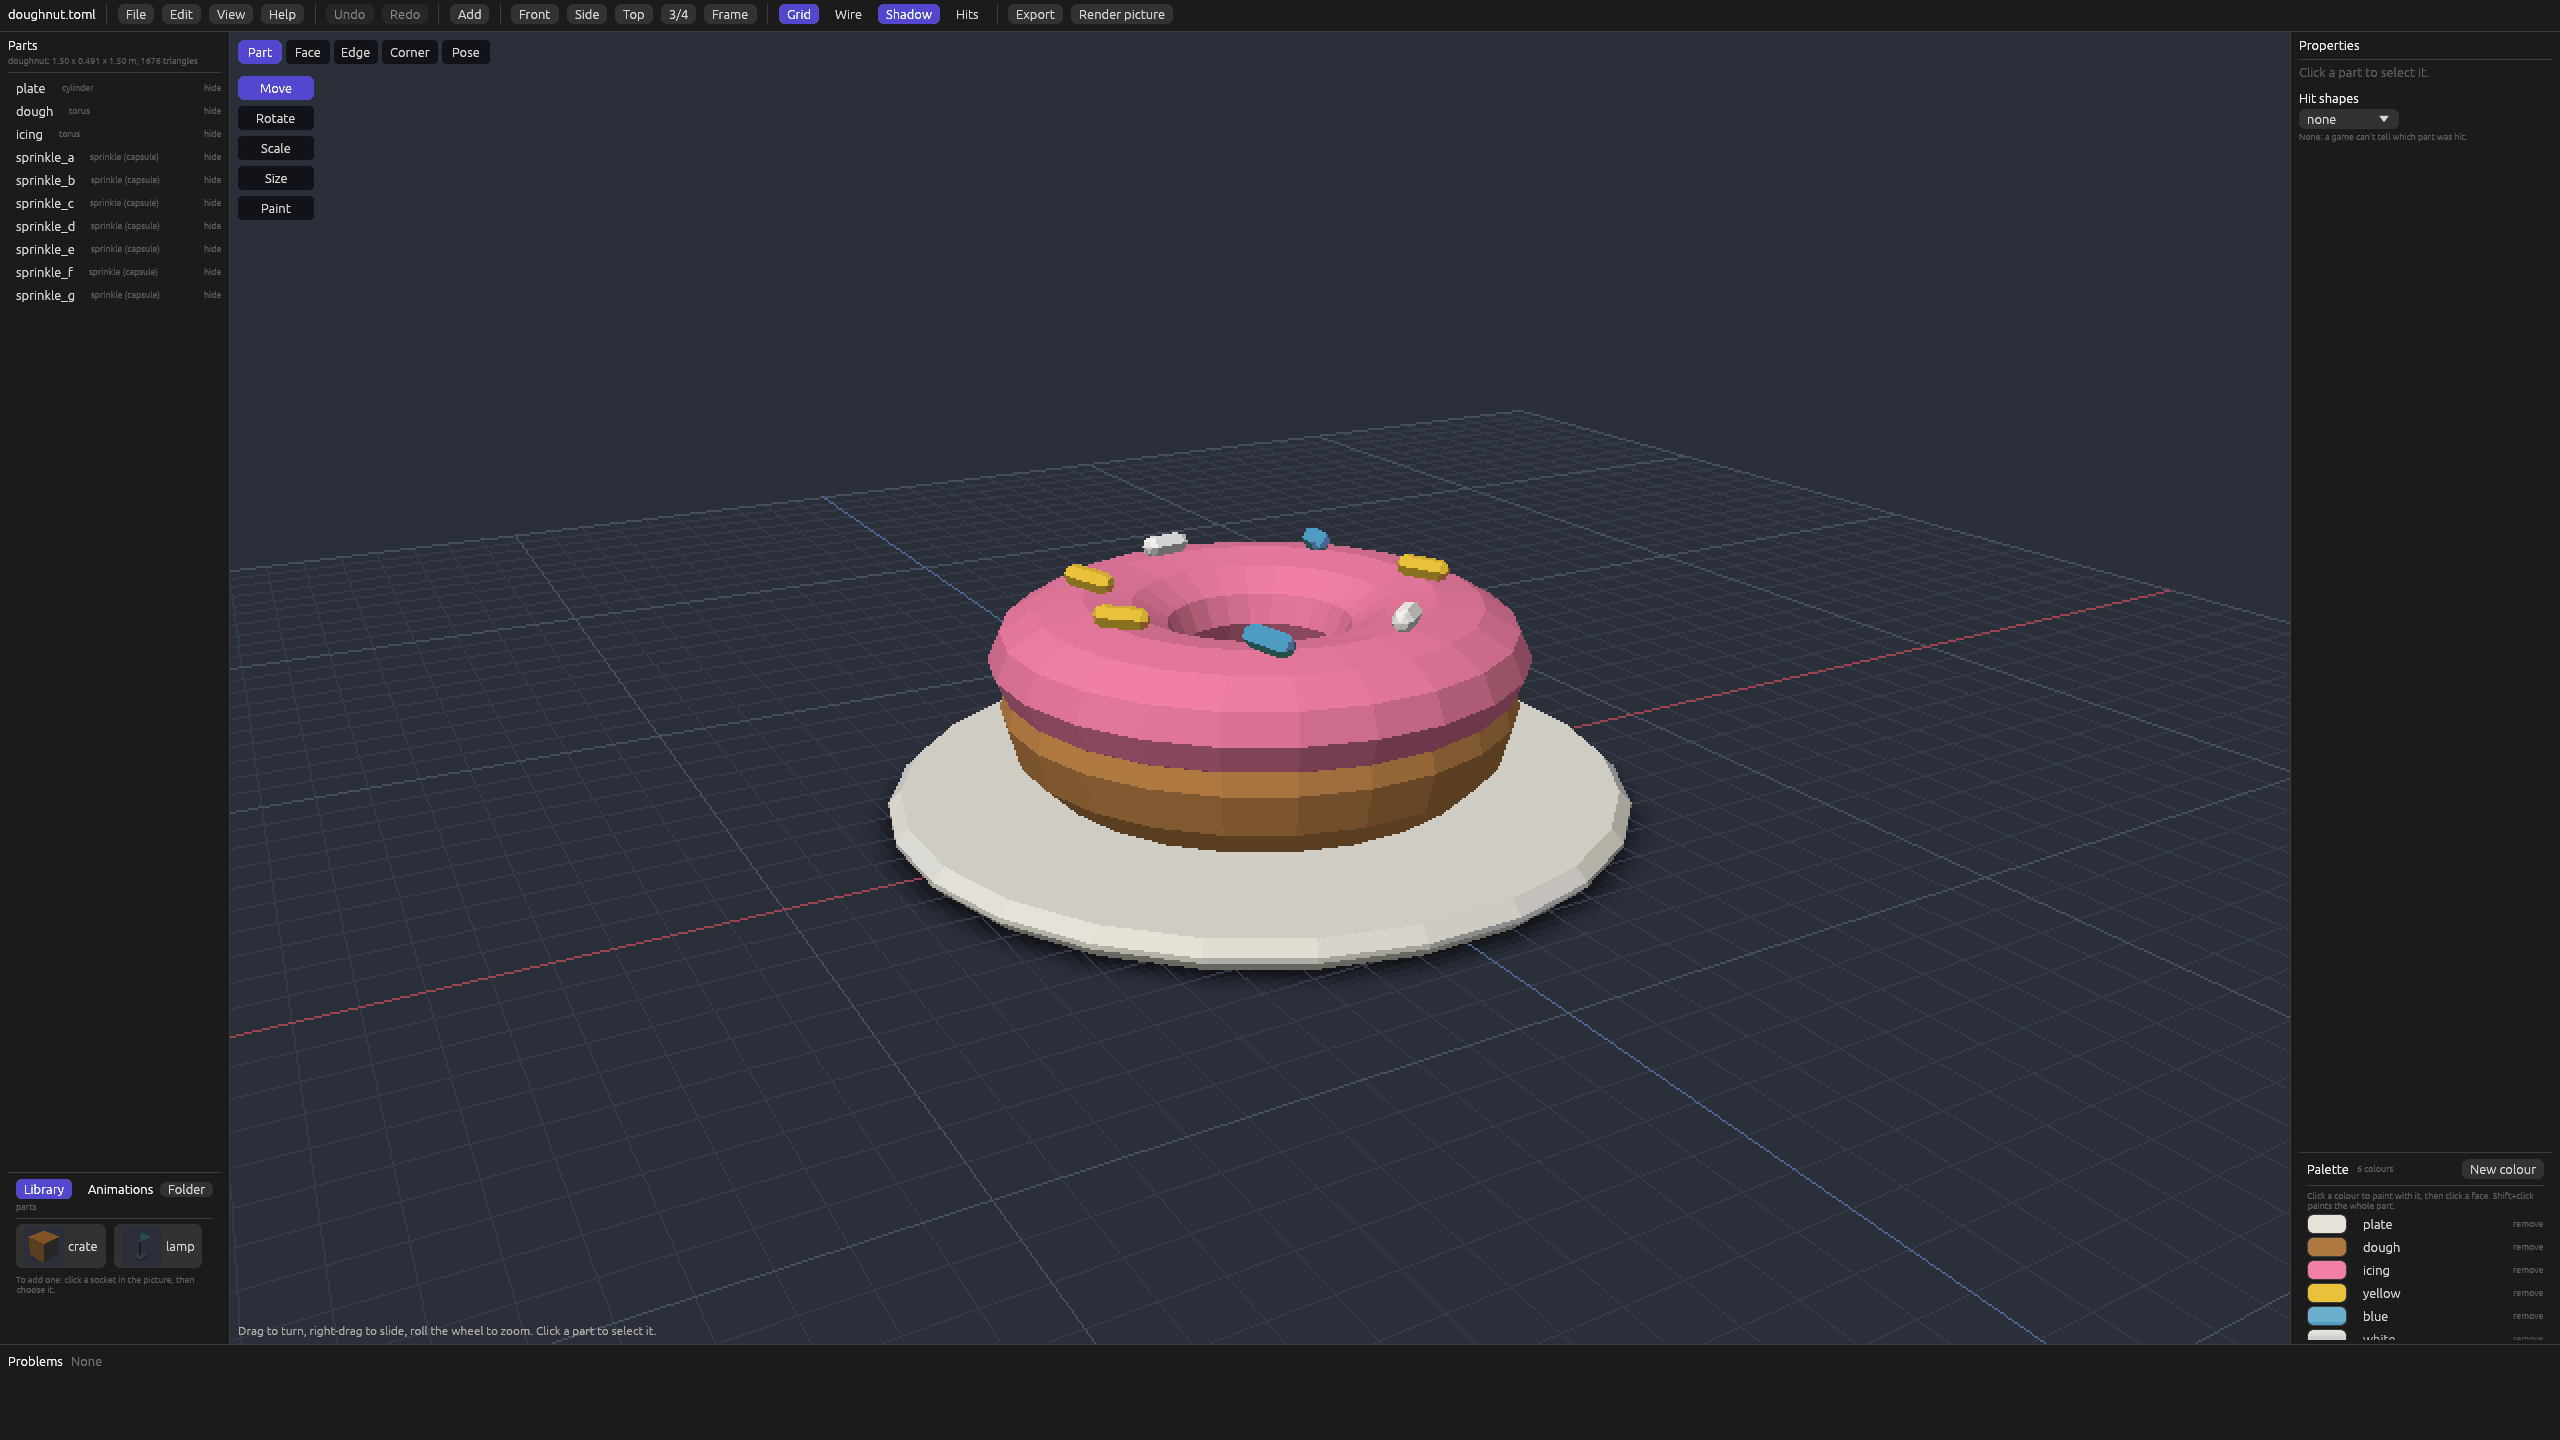 doughnut.toml File Edit View Help Undo Redo Add Front Side Top 3/4 Frame Grid Wire Shadow Hits Export Render picture
Parts
doughnut: 1.50 x 0.491 x 1.50 m, 1676 triangles
plate cylinder hide
dough torus hide
icing torus hide
sprinkle_a sprinkle (capsule) hide
sprinkle_b sprinkle (capsule) hide
sprinkle_c sprinkle (capsule) hide
sprinkle_d sprinkle (capsule) hide
sprinkle_e sprinkle (capsule) hide
sprinkle_f sprinkle (capsule) hide
sprinkle_g sprinkle (capsule) hide
Library Animations Folder
parts
crate lamp
To add one: click a socket in the picture, then
choose it.
Part Face Edge Corner Pose
Move
Rotate
Scale
Size
Paint
Drag to turn, right-drag to slide, roll the wheel to zoom. Click a part to select it.
Properties
Click a part to select it.
Hit shapes
none
None: a game can't tell which part was hit.
Palette 6 colours New colour
Click a colour to paint with it, then click a face. Shift+click
paints the whole part.
plate remove
dough remove
icing remove
yellow remove
blue remove
white remove
Problems None